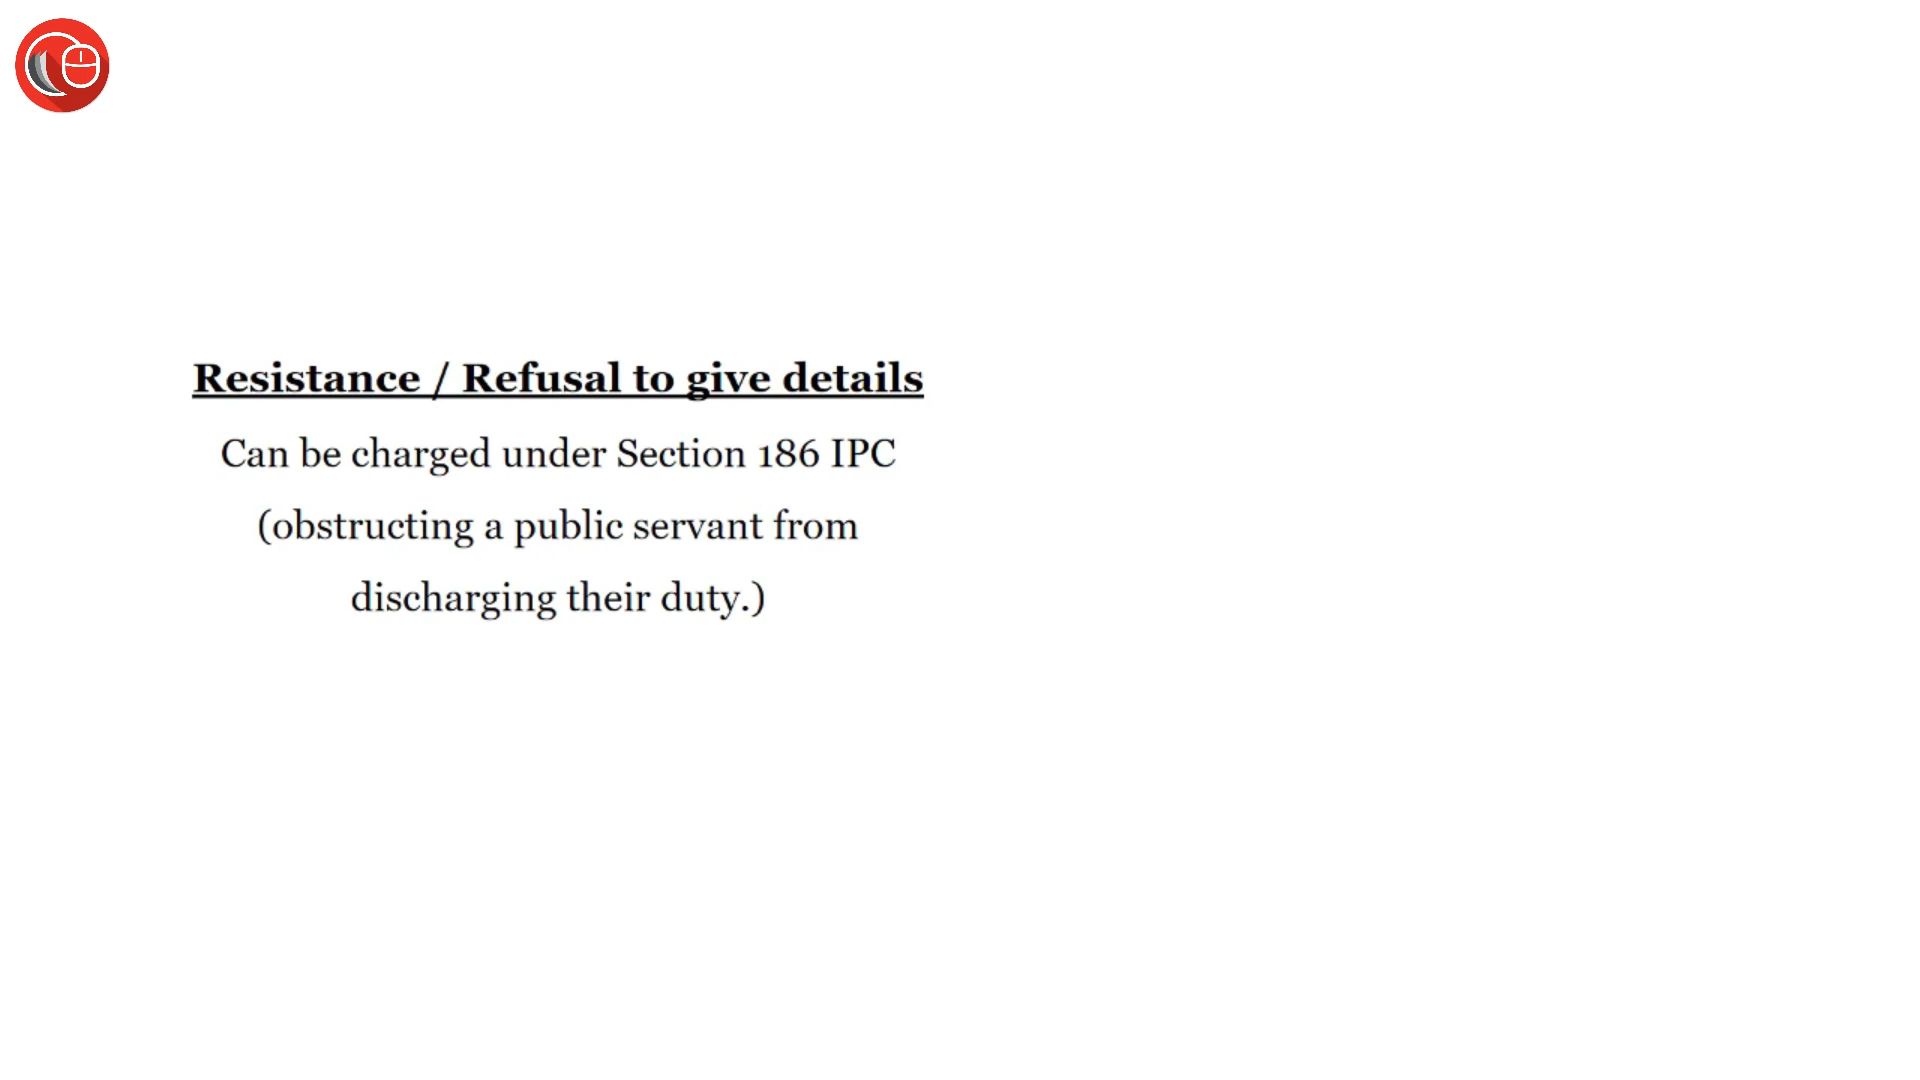 Resistance / Refusal to give details
Can be charged under Section 186 IPC
(obstructing a public servant from
discharging their duty.)